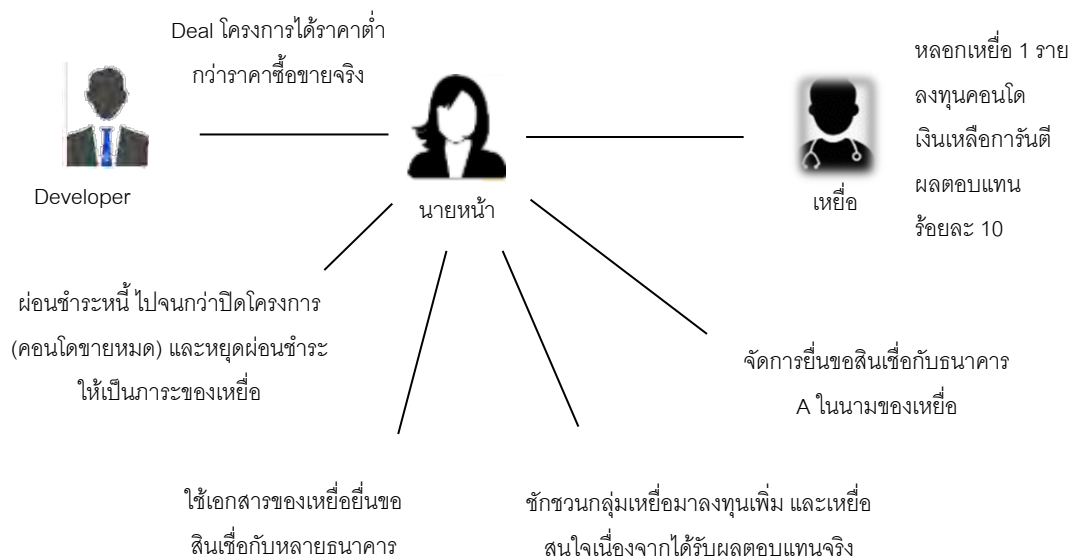 Deal โครงการได้ราคาต่ำ
กว่าราคาซื้อขายจริง
Developer
นายหน้า
เหยื่อ
หลอกเหยื่อ 1 ราย
ลงทุนคอนโด
เงินเหลือการันตี
ผลตอบแทน
ร้อยละ 10
ผ่อนชำระหนี้ ไปจนกว่าปิดโครงการ
(คอนโดขายหมด) และหยุดผ่อนชำระ
ให้เป็นภาระของเหยื่อ
จัดการยื่นขอสินเชื่อกับธนาคาร
A ในนามของเหยื่อ
ใช้เอกสารของเหยื่อยื่นขอ
สินเชื่อกับหลายธนาคาร
ชักชวนกลุ่มเหยื่อมาลงทุนเพิ่ม และเหยื่อ
สนใจเนื่องจากได้รับผลตอบแทนจริง